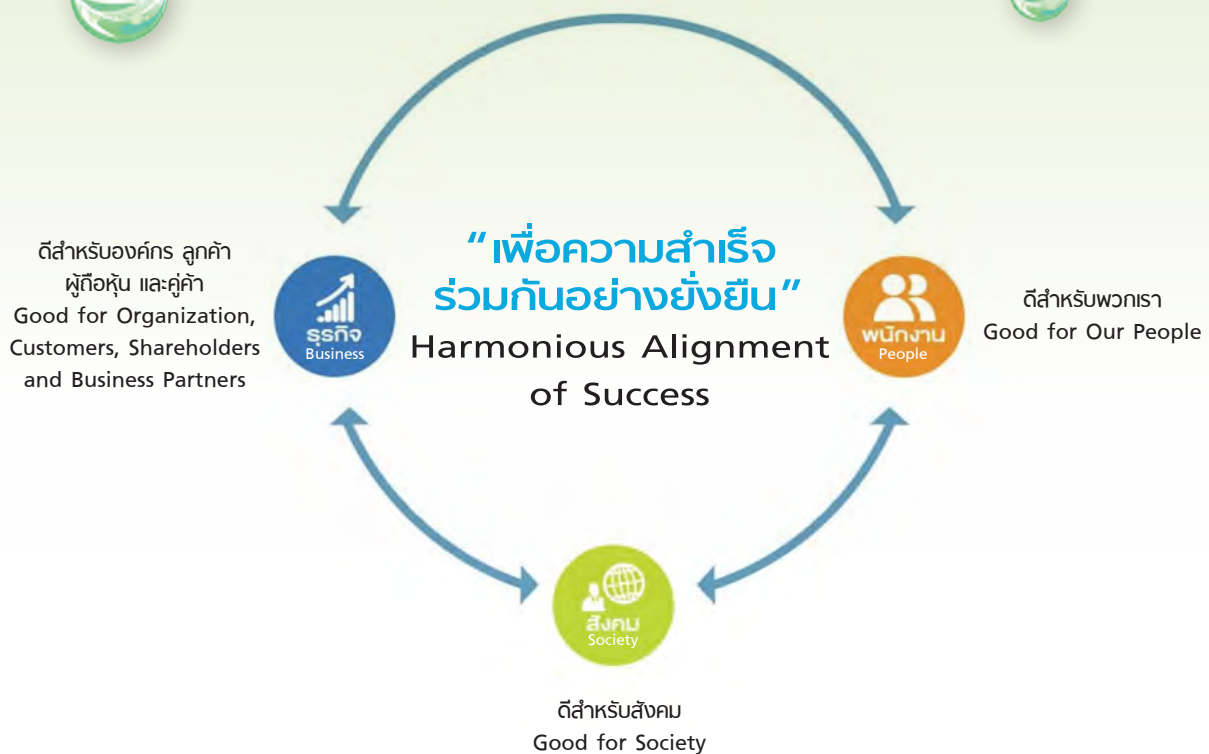 "เพื่อความสำเร็จ
ร่วมกันอย่างยั่งยืน"
Harmonious Alignment
of Success
ดีสำหรับองค์กร ลูกค้า
ผู้ถือหุ้น และคู่ค้า
Good for Organization,
Customers, Shareholders
and Business Partners
ธุรกิจ
Business
พนักงาน
People
ดีสำหรับพวกเรา
Good for Our People
สังคม
Society
ดีสำหรับสังคม
Good for Society